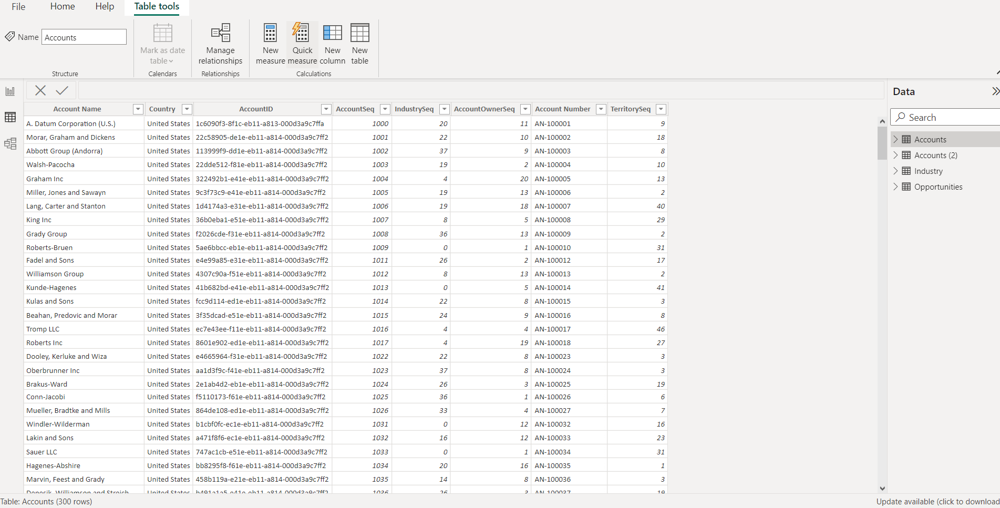 File Home Help Table tools
Name Accounts
Mark as date table
Manage relationships
New measure
Quick measure
New column
New table
Structure Calendars Relationships Calculations
Data
Search
Accounts
Accounts (2)
Industry
Opportunities
Account Name Country AccountID AccountSeq IndustrySeq AccountOwnerSeq Account Number TerritorySeq
A. Datum Corporation (U.S.) United States 1c6090f3-8f1c-eb11-a813-000d3a9c7ffa 1000 20 11 AN-100001 9
Morar, Graham and Dickens United States 22c58905-de1e-eb11-a814-000d3a9c7ff2 1001 22 10 AN-100002 18
Abbott Group (Andorra) United States 113999f9-dd1e-eb11-a814-000d3a9c7ff2 1002 37 9 AN-100003 8
Walsh-Pacocha United States 22dde512-f81e-eb11-a814-000d3a9c7ff2 1003 19 2 AN-100004 10
Graham Inc United States 322492b1-e41e-eb11-a814-000d3a9c7ff2 1004 4 20 AN-100005 13
Miller, Jones and Sawayn United States 9c3f73c9-e41e-eb11-a814-000d3a9c7ff2 1005 19 13 AN-100006 2
Lang, Carter and Stanton United States 1d4174a3-e31e-eb11-a814-000d3a9c7ff2 1006 19 18 AN-100007 40
King Inc United States 36b0eba1-e51e-eb11-a814-000d3a9c7ff2 1007 8 5 AN-100008 29
Grady Group United States f2026cde-f31e-eb11-a814-000d3a9c7ff2 1008 36 13 AN-100009 2
Roberts-Bruen United States 5ae6bbcc-eb1e-eb11-a814-000d3a9c7ff2 1009 0 1 AN-100010 31
Fadel and Sons United States e4e99a85-e31e-eb11-a814-000d3a9c7ff2 1011 26 2 AN-100012 17
Williamson Group United States 4307c90a-f51e-eb11-a814-000d3a9c7ff2 1012 8 13 AN-100013 2
Kunde-Hagenes United States 41b682bd-e41e-eb11-a814-000d3a9c7ff2 1013 0 5 AN-100014 41
Kulas and Sons United States fcc9d114-ed1e-eb11-a814-000d3a9c7ff2 1014 22 8 AN-100015 3
Beahan, Predovic and Morar United States 3f35dcad-e51e-eb11-a814-000d3a9c7ff2 1015 24 9 AN-100016 8
Tromp LLC United States ec7e43ee-f11e-eb11-a814-000d3a9c7ff2 1016 4 4 AN-100017 46
Roberts Inc United States 8601e902-ed1e-eb11-a814-000d3a9c7ff2 1017 4 19 AN-100018 27
Dooley, Kerluke and Wiza United States e4665964-f31e-eb11-a814-000d3a9c7ff2 1022 22 8 AN-100023 3
Oberbrunner Inc United States aa1d3f9c-f41e-eb11-a814-000d3a9c7ff2 1023 37 8 AN-100024 3
Brakus-Ward United States 2e1ab4d2-eb1e-eb11-a814-000d3a9c7ff2 1024 26 3 AN-100025 19
Conn-Jacobi United States f5110173-f61e-eb11-a814-000d3a9c7ff2 1025 36 1 AN-100026 6
Mueller, Bradtke and Mills United States 864de108-ed1e-eb11-a814-000d3a9c7ff2 1026 33 4 AN-100027 7
Windler-Wilderman United States b1cbf0fc-ec1e-eb11-a814-000d3a9c7ff2 1031 0 12 AN-100032 16
Lakin and Sons United States a471f8f6-ec1e-eb11-a814-000d3a9c7ff2 1032 16 12 AN-100033 23
Sauer LLC United States 747ac1cb-e51e-eb11-a814-000d3a9c7ff2 1033 0 1 AN-100034 31
Hagenes-Abshire United States bb8295f8-f61e-eb11-a814-000d3a9c7ff2 1034 20 16 AN-100035 1
Marvin, Feest and Grady United States 458b119a-e21e-eb11-a814-000d3a9c7ff2 1035 14 8 AN-100036 3
Denesik, Williamson and Streich United States b491a1a5-e41e-eb11-a814-000d3a9c7ff2 1036 26 AN-100037 19
Table: Accounts (300 rows)
Update available (click to download